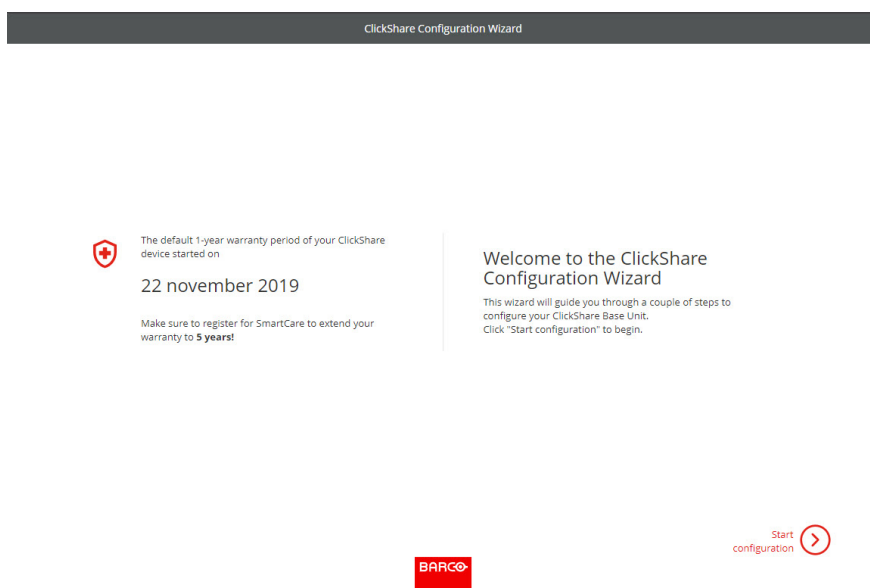 ClickShare Configuration Wizard
The default 1-year warranty period of your ClickShare
device started on
22 november 2019
Make sure to register for SmartCare to extend your
warranty to 5 years!
Welcome to the ClickShare
Configuration Wizard
This wizard will guide you through a couple of steps to
configure your ClickShare Base Unit.
Click "Start configuration" to begin.
Start
configuration
BARCO